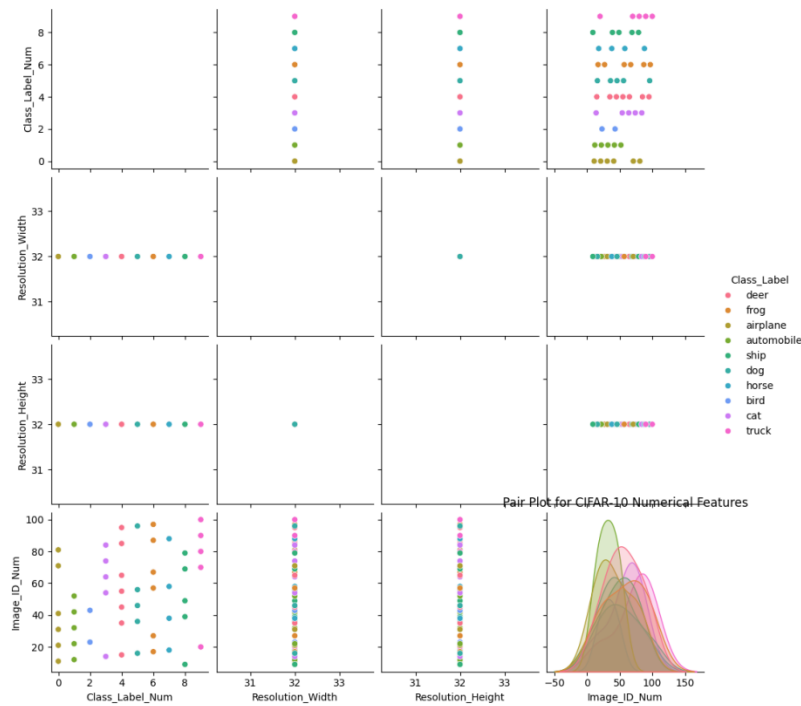 8
6
4
2
0
Class_Label_Num
33
32
31
Resolution_Width
33
32
31
Resolution_Height
Class_Label
deer
frog
airplane
automobile
ship
dog
horse
bird
cat
truck
Pair Plot for CIFAR-10 Numerical Features
100
80
60
40
20
Image_ID_Num
0 2 4 6 8
31 32 33
31 32 33
−50 0 50 100 150
Class_Label_Num
Resolution_Width
Resolution_Height
Image_ID_Num